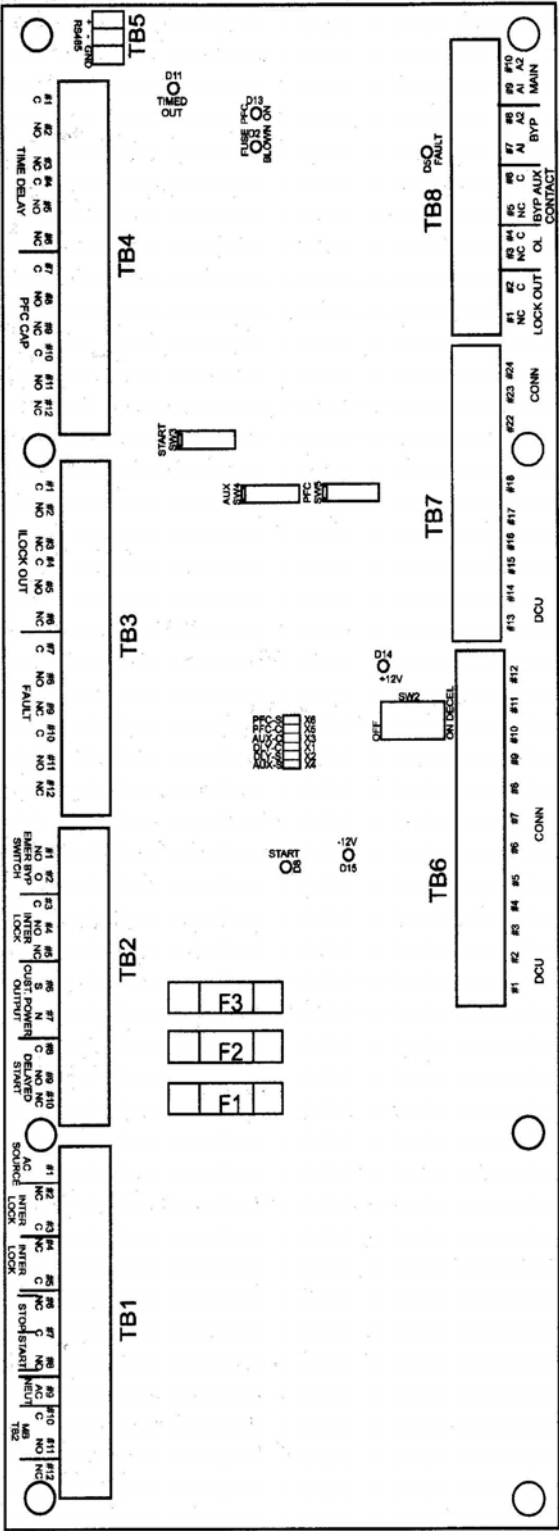 TB5
RS485
+ - GND
D11
TIMED
OUT
D13
PFC ON
D2
FUSE BLOWN
D5
FAULT
TB4
#1 #2 #3 #4 #5 #6 #7 #8 #9 #10 #11 #12
C NO NC C NO NC C NO NC C NO NC
TIME DELAY
PFC CAP
TB8
#10 #9 #8 #7 #6 #5 #4 #3 #2 #1
A2 A1 A2 A1 C NC C NC C NC
MAIN
BYP
BYP AUX
CONTACT
OL
LOCK OUT
START
SW3
AUX
SW4
PFC
SW5
TB7
#24 #23 #22 #18 #17 #16 #15 #14 #13
CONN
DCU
TB3
#1 #2 #3 #4 #5 #6 #7 #8 #9 #10 #11 #12
C NO NC C NO NC C NO NC C NO NC
ILOCK OUT
FAULT
D14
+12V
SW2
OFF
ON DECEL
PFC-S X6
PFC-C X5
AUX-C X3
DLY-C X1
DLY-S X2
AUX-S X4
START
D8
-12V
D15
TB6
#12 #11 #10 #9 #8 #7 #6 #5 #4 #3 #2 #1
CONN
DCU
TB2
#1 #2 #3 #4 #5 #6 #7 #8 #9 #10
NO C C NO NC S N C NO NC
EMER BYP
SWITCH
INTER
LOCK
CUST. POWER
OUTPUT
DELAYED
START
F3
F2
F1
TB1
#1 #2 #3 #4 #5 #6 #7 #8 #9 #10 #11 #12
NC C NC C NC C NO AC C NO NC
AC
SOURCE
INTER
LOCK
INTER
LOCK
STOP START
NEUT
MB
TB2